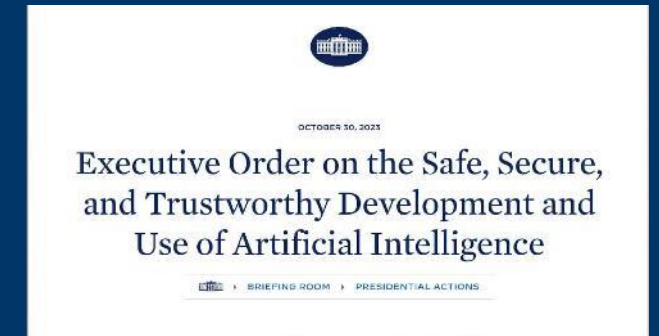 OCTOBER 30, 2023
Executive Order on the Safe, Secure,
and Trustworthy Development and
Use of Artificial Intelligence
BRIEFING ROOM › PRESIDENTIAL ACTIONS